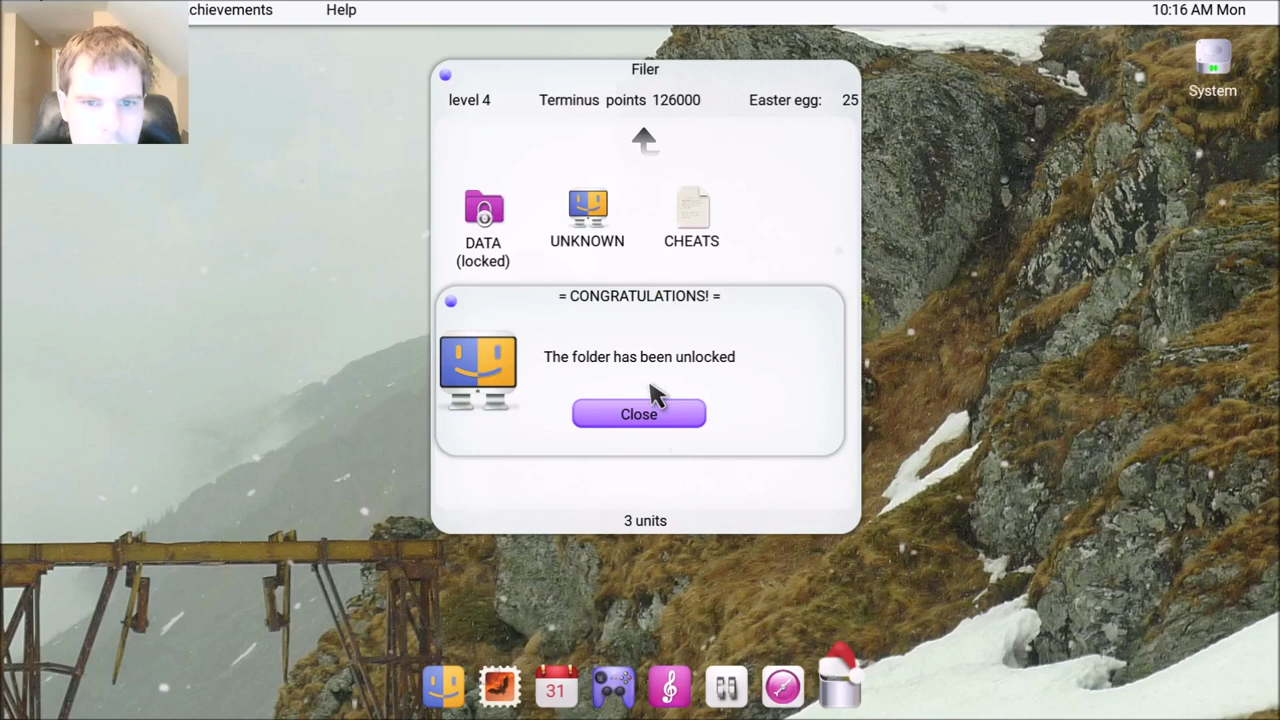 chievements Help 10:16 AM Mon
System
Filer
level 4 Terminus points 126000 Easter egg: 25
DATA
(locked)
UNKNOWN
CHEATS
= CONGRATULATIONS! =
The folder has been unlocked
Close
3 units
31